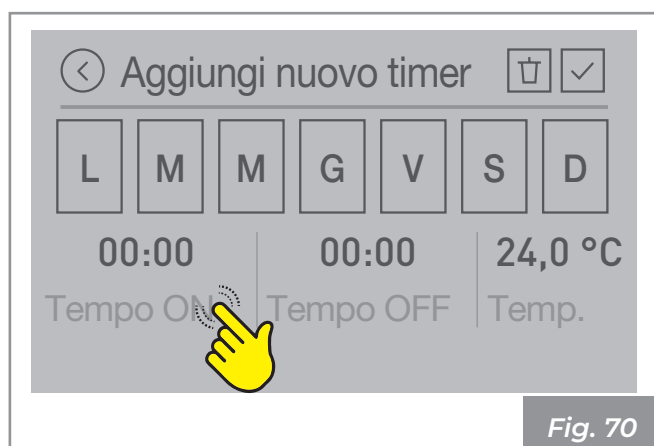 Aggiungi nuovo timer
L M M G V S D
00:00 00:00 24,0 °C
Tempo ON Tempo OFF Temp.
Fig. 70